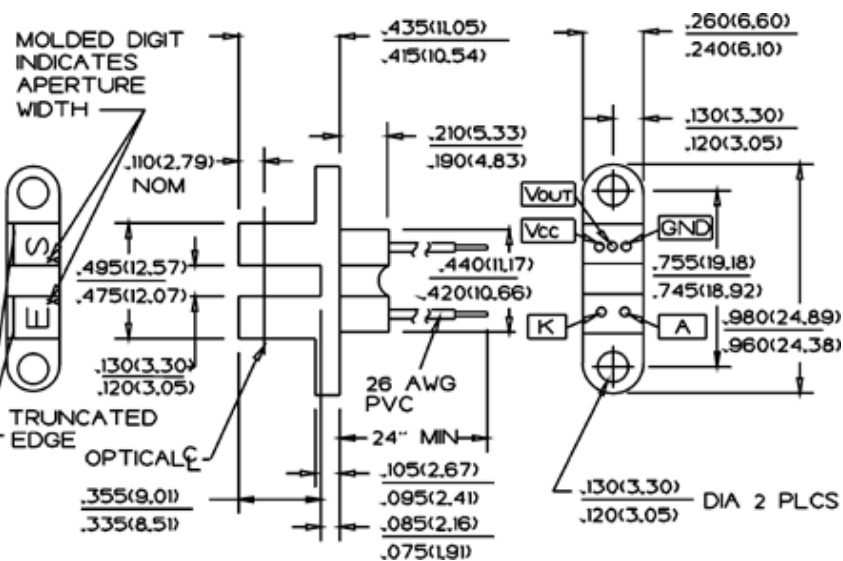 MOLDED DIGIT
INDICATES
APERTURE
WIDTH
.435(11.05)
.415(10.54)
.260(6.60)
.240(6.10)
.110(2.79)
NOM
.210(5.33)
.190(4.83)
.130(3.30)
.120(3.05)
VOUT
VCC
GND
S
E
.495(12.57)
.475(12.07)
.440(11.17)
.420(10.66)
.755(19.18)
.745(18.92)
K
A
.980(24.89)
.960(24.38)
.130(3.30)
.120(3.05)
26 AWG
PVC
TRUNCATED
EDGE
OPTICAL ℄
24" MIN
.355(9.01)
.335(8.51)
.105(2.67)
.095(2.41)
.085(2.16)
.075(1.91)
.130(3.30)
.120(3.05)
DIA 2 PLCS